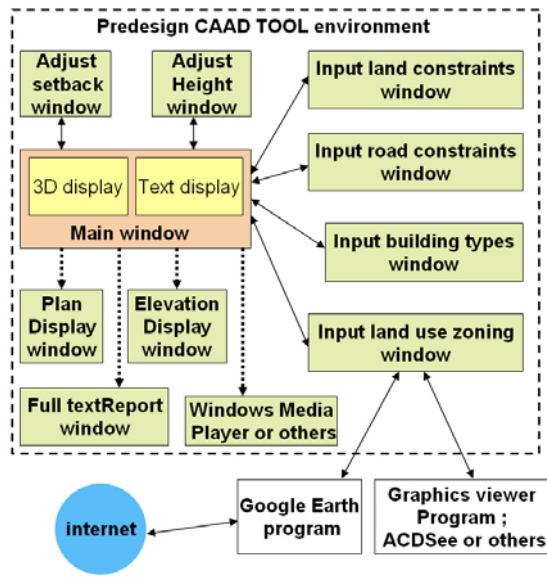 Predesign CAAD TOOL environment
Adjust
setback
window
Adjust
Height
window
Input land constraints
window
Input road constraints
window
3D display
Text display
Main window
Input building types
window
Plan
Display
window
Elevation
Display
window
Input land use zoning
window
Full textReport
window
Windows Media
Player or others
internet
Google Earth
program
Graphics viewer
Program ;
ACDSee or others